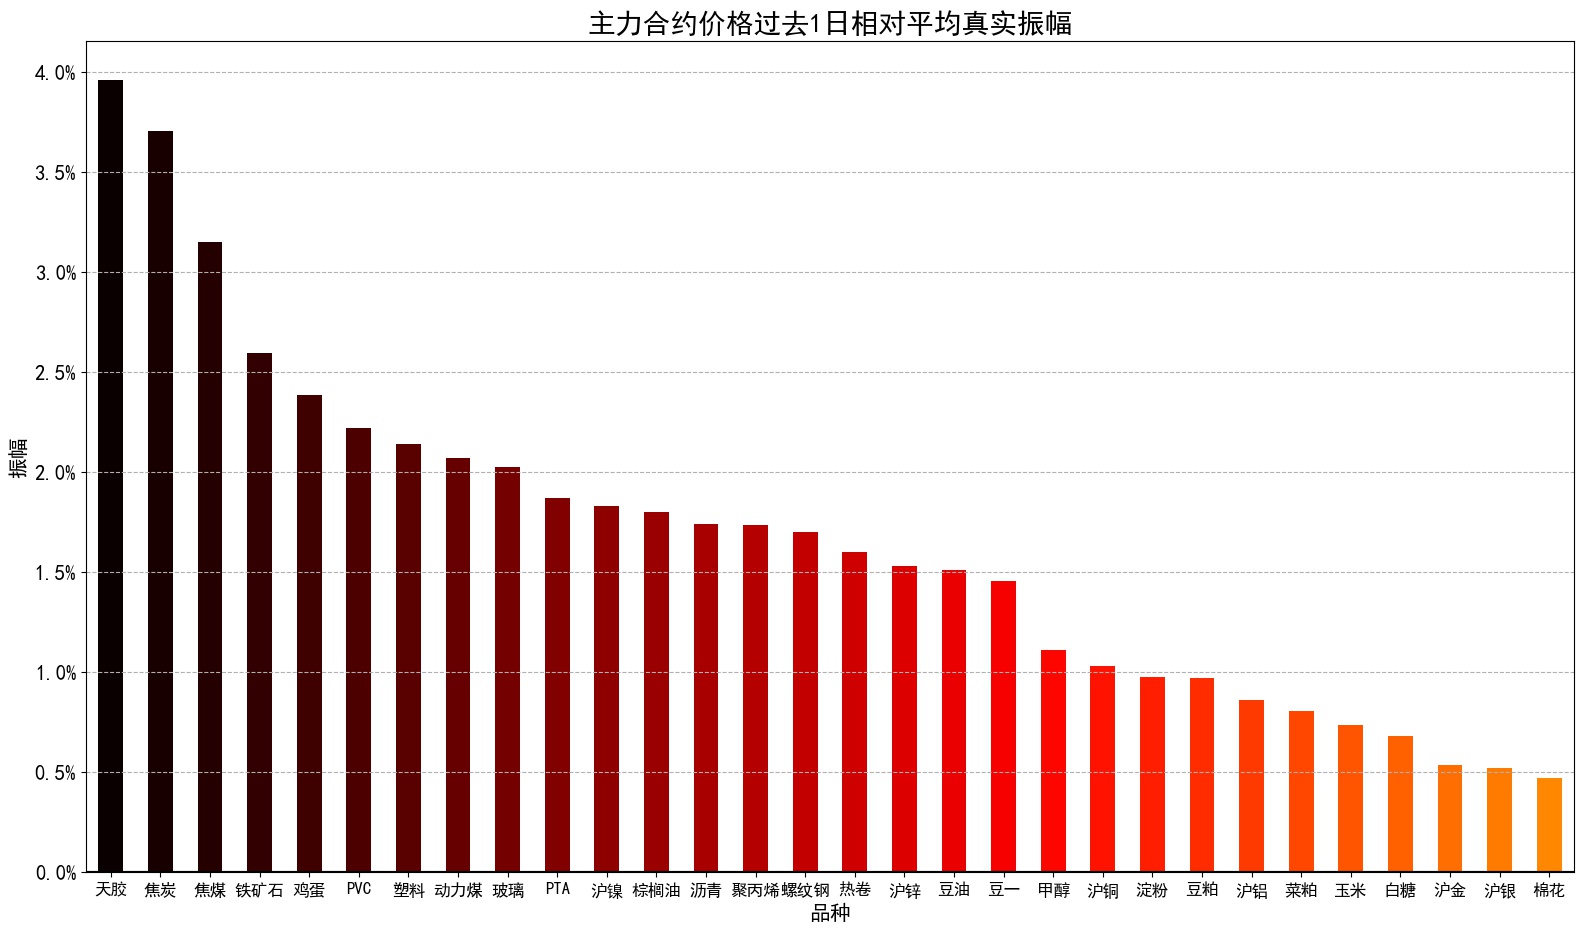 主力合约价格过去1日相对平均真实振幅
振幅
4.0%
3.5%
3.0%
2.5%
2.0%
1.5%
1.0%
0.5%
0.0%
天胶 焦炭 焦煤 铁矿石 鸡蛋 PVC 塑料 动力煤 玻璃 PTA 沪镍 棕榈油 沥青 聚丙烯 螺纹钢 热卷 沪锌 豆油 豆一 甲醇 沪铜 淀粉 豆粕 沪铝 菜粕 玉米 白糖 沪金 沪银 棉花
品种